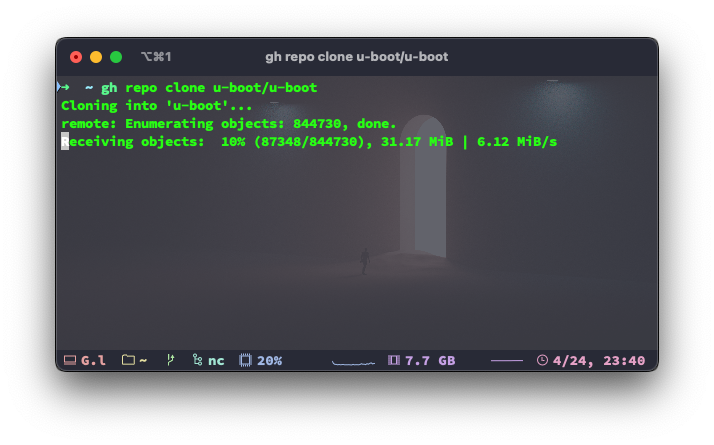 ⌥⌘1 gh repo clone u-boot/u-boot
➜ ~ gh repo clone u-boot/u-boot
Cloning into 'u-boot'...
remote: Enumerating objects: 844730, done.
Receiving objects: 10% (87348/844730), 31.17 MiB | 6.12 MiB/s
G.l ~ nc 20% 7.7 GB 4/24, 23:40